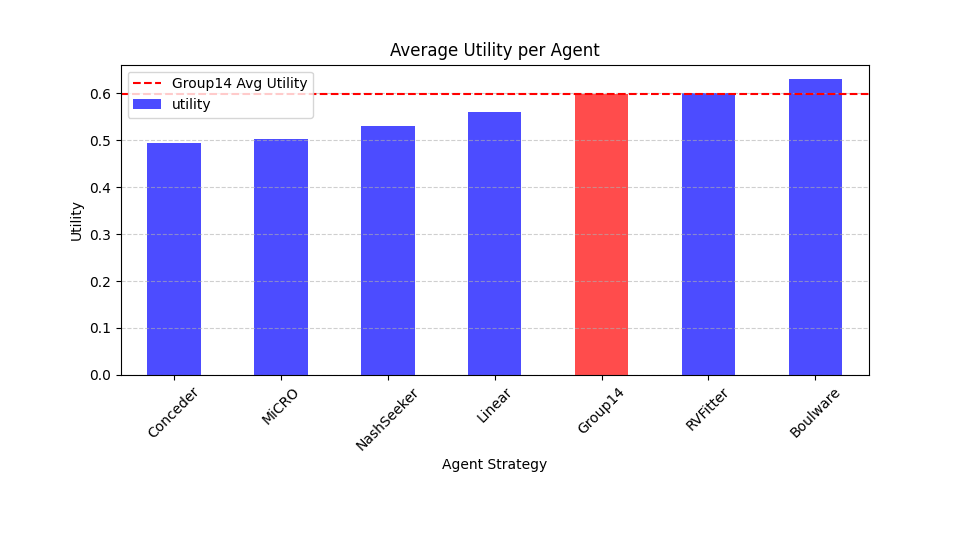 Average Utility per Agent
Group14 Avg Utility
utility
Utility
0.6
0.5
0.4
0.3
0.2
0.1
0.0
Conceder
MiCRO
NashSeeker
Linear
Group14
RVFitter
Boulware
Agent Strategy